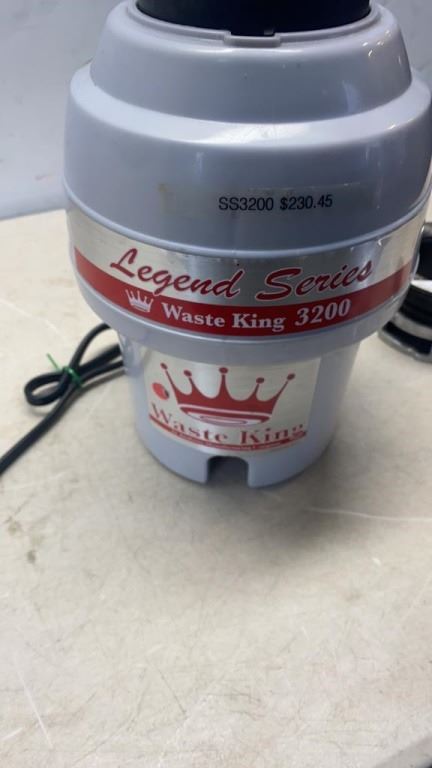 SS3200 $230.45
Legend Series
Waste King 3200
Waste King